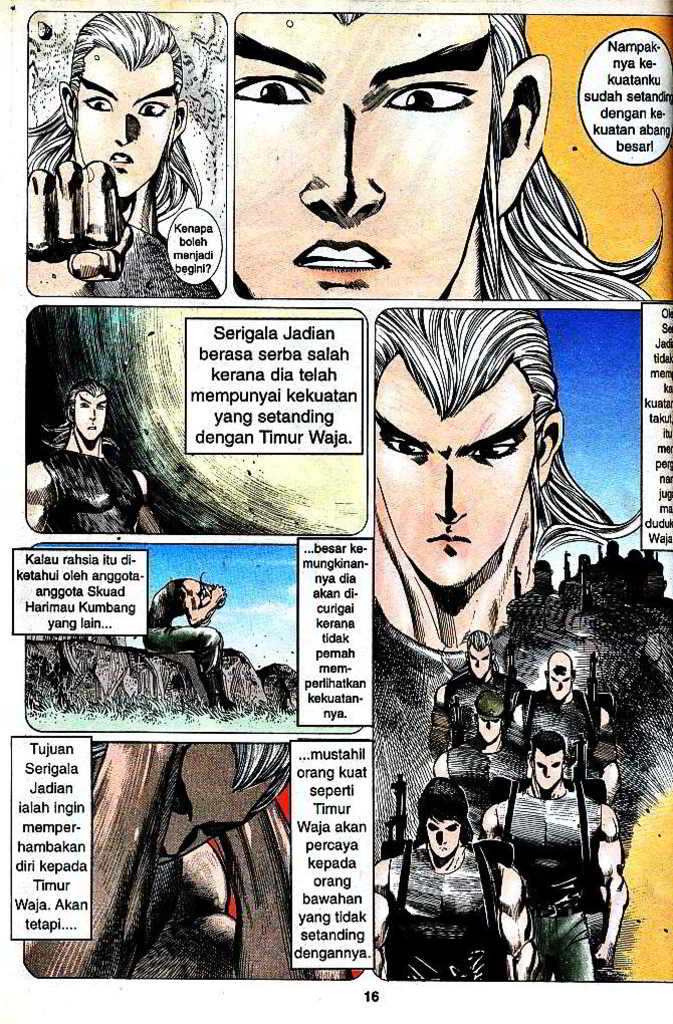 Kenapa
boleh
menjadi
begini?
Nampak-
nya ke-
kuatanku
sudah setanding
dengan ke-
kuatan abang
besar!
Serigala Jadian
berasa serba salah
kerana dia telah
mempunyai kekuatan
yang setanding
dengan Timur Waja.
takut,
itu
duduk
Waja
Kalau rahsia itu di-
ketahui oleh anggota-
anggota Skuad
Harimau Kumbang
yang lain...
...besar ke-
mungkinan-
nya dia
akan di-
curigai
kerana
tidak
pernah
mem-
perlihatkan
kekuatan-
nya.
Tujuan
Serigala
Jadian
ialah ingin
memper-
hambakan
diri kepada
Timur
Waja. Akan
tetapi....
...mustahil
orang kuat
seperti
Timur
Waja akan
percaya
kepada
orang
bawahan
yang tidak
setanding
dengannya.
16